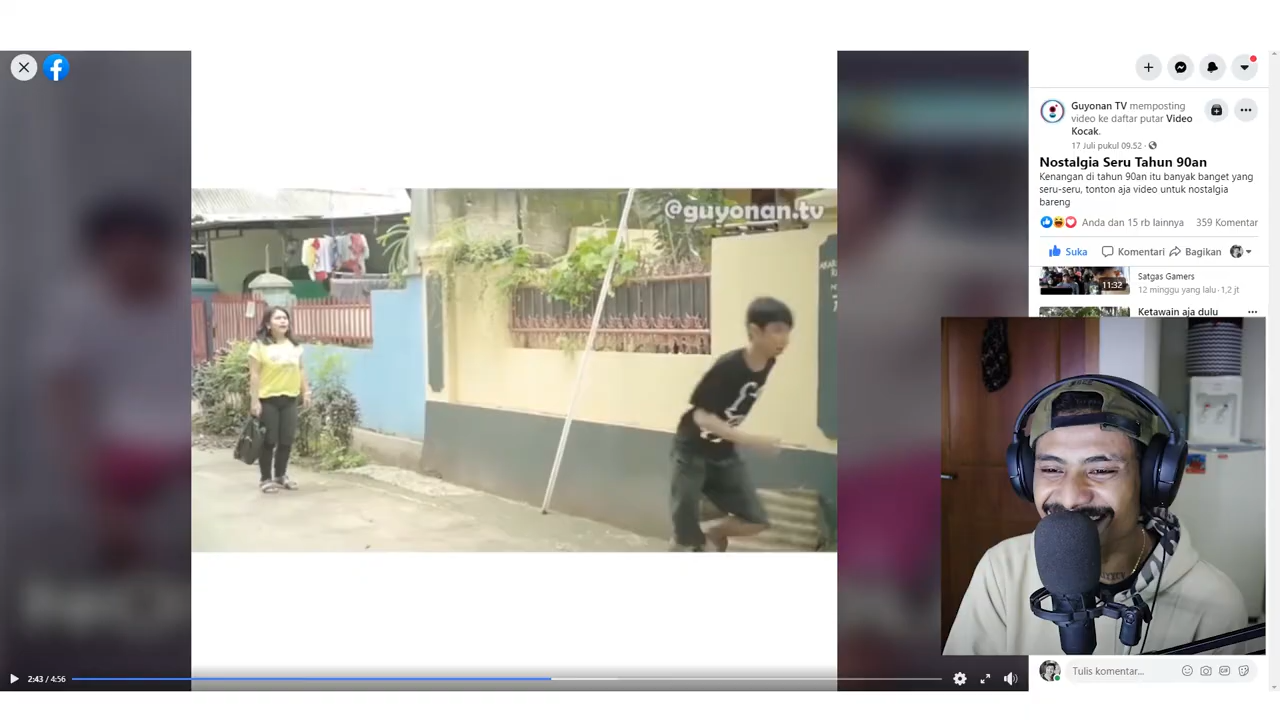 @guyonan.tv
Guyonan TV memposting
video ke daftar putar Video
Kocak.
17 Juli pukul 09.52 ·
Nostalgia Seru Tahun 90an
Kenangan di tahun 90an itu banyak banget yang
seru-seru, tonton aja video untuk nostalgia
bareng
Anda dan 15 rb lainnya 359 Komentar
Suka Komentari Bagikan
Satgas Gamers
11:32
12 minggu yang lalu · 1,2 jt
Ketawain aja dulu
2:43 / 4:56
Tulis komentar...